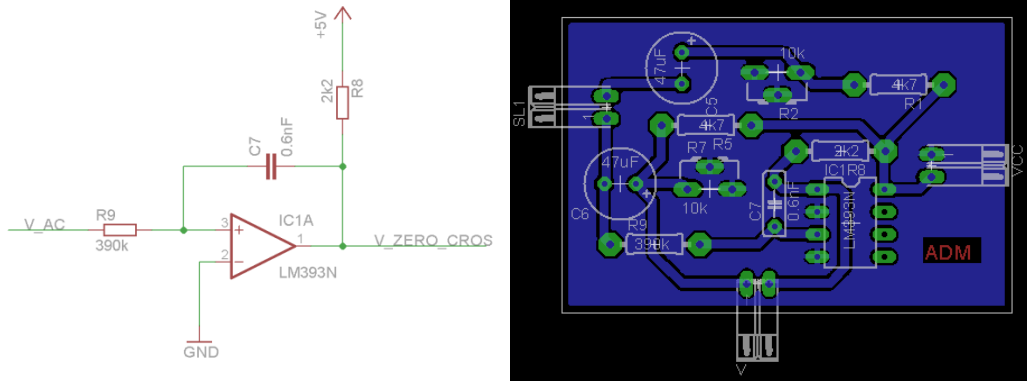 +5V
2k2
R8
C7
0.6nF
V_AC
R9
390k
3
+
IC1A
1
V_ZERO_CROS
2
-
LM393N
GND
+
10k
47uF
4k7
R1
SL1
1
C5
R2
4k7
R7 R5
2k2
VCC
47uF
IC1R8
+
C7
0.6nF
LM393N
C6
10k
R9
390k
ADM
V